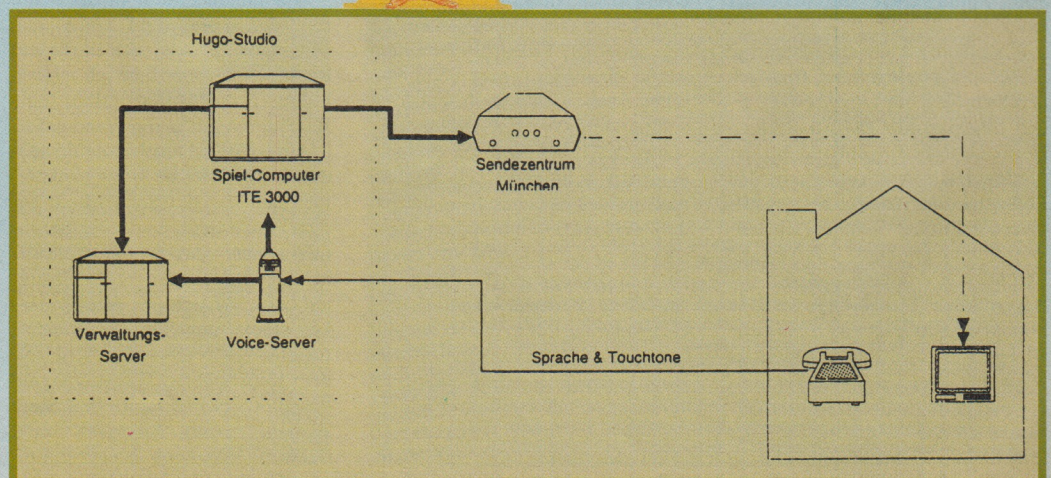 Hugo-Studio
Spiel-Computer
ITE 3000
Sendezentrum
München
Verwaltungs-
Server
Voice-Server
Sprache & Touchtone